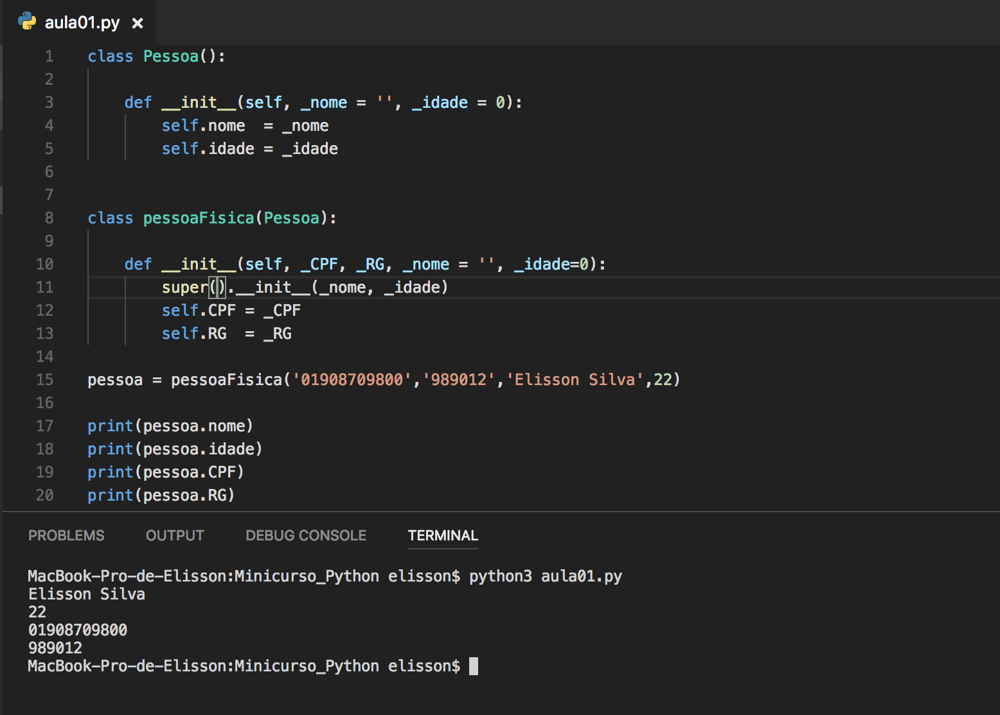 aula01.py ×
1 class Pessoa():
2
3     def __init__(self, _nome = '', _idade = 0):
4         self.nome  = _nome
5         self.idade = _idade
6
7
8 class pessoaFisica(Pessoa):
9
10     def __init__(self, _CPF, _RG, _nome = '', _idade=0):
11         super().__init__(_nome, _idade)
12         self.CPF = _CPF
13         self.RG  = _RG
14
15 pessoa = pessoaFisica('01908709800','989012','Elisson Silva',22)
16
17 print(pessoa.nome)
18 print(pessoa.idade)
19 print(pessoa.CPF)
20 print(pessoa.RG)
PROBLEMS OUTPUT DEBUG CONSOLE TERMINAL
MacBook-Pro-de-Elisson:Minicurso_Python elisson$ python3 aula01.py
Elisson Silva
22
01908709800
989012
MacBook-Pro-de-Elisson:Minicurso_Python elisson$